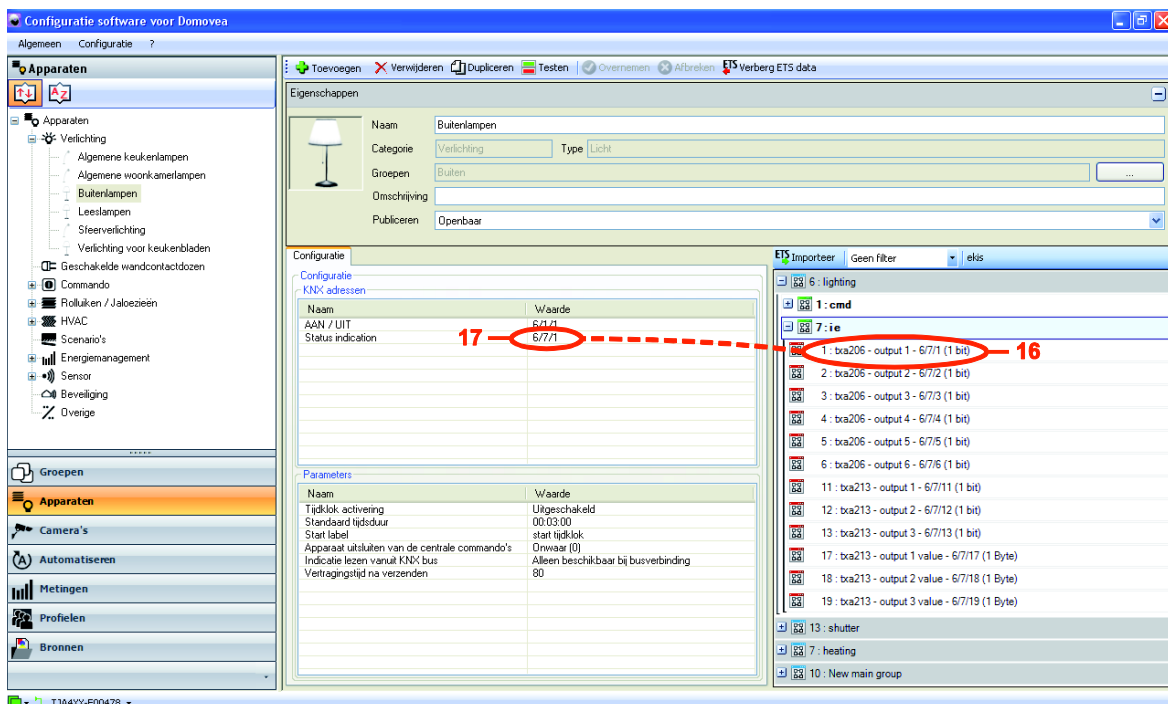 Configuratie software voor Domovea
Algemeen Configuratie ?
Apparaten
Apparaten
Verlichting
Algemene keukenlampen
Algemene woonkamerlampen
Buitenlampen
Leeslampen
Sfeerverlichting
Verlichting voor keukenbladen
Geschakelde wandcontactdozen
Commando
Rolluiken / Jaloezieën
HVAC
Scenario's
Energiemanagement
Sensor
Beveiliging
Overige
Groepen
Apparaten
Camera's
Automatiseren
Metingen
Profielen
Bronnen
Toevoegen Verwijderen Dupliceren Testen Overnemen Afbreken ETS Verberg ETS data
Eigenschappen
Naam Buitenlampen
Categorie Verlichting Type Licht
Groepen Buiten ...
Omschrijving
Publiceren Openbaar
Configuratie
Configuratie
KNX adressen
Naam Waarde
AAN / UIT 6/1/1
Status indication 6/7/1
17
Parameters
Naam Waarde
Tijdklok activering Uitgeschakeld
Standaard tijdsduur 00:03:00
Start label start tijdklok
Apparaat uitsluiten van de centrale commando's Onwaar (0)
Indicatie lezen vanuit KNX bus Alleen beschikbaar bij busverbinding
Vertragingstijd na verzenden 80
ETS Importeer Geen filter ekis
6 : lighting
1 : cmd
7 : ie
1 : txa206 - output 1 - 6/7/1 (1 bit)
16
2 : txa206 - output 2 - 6/7/2 (1 bit)
3 : txa206 - output 3 - 6/7/3 (1 bit)
4 : txa206 - output 4 - 6/7/4 (1 bit)
5 : txa206 - output 5 - 6/7/5 (1 bit)
6 : txa206 - output 6 - 6/7/6 (1 bit)
11 : txa213 - output 1 - 6/7/11 (1 bit)
12 : txa213 - output 2 - 6/7/12 (1 bit)
13 : txa213 - output 3 - 6/7/13 (1 bit)
17 : txa213 - output 1 value - 6/7/17 (1 Byte)
18 : txa213 - output 2 value - 6/7/18 (1 Byte)
19 : txa213 - output 3 value - 6/7/19 (1 Byte)
13 : shutter
7 : heating
10 : New main group
TJA4YY-E00478